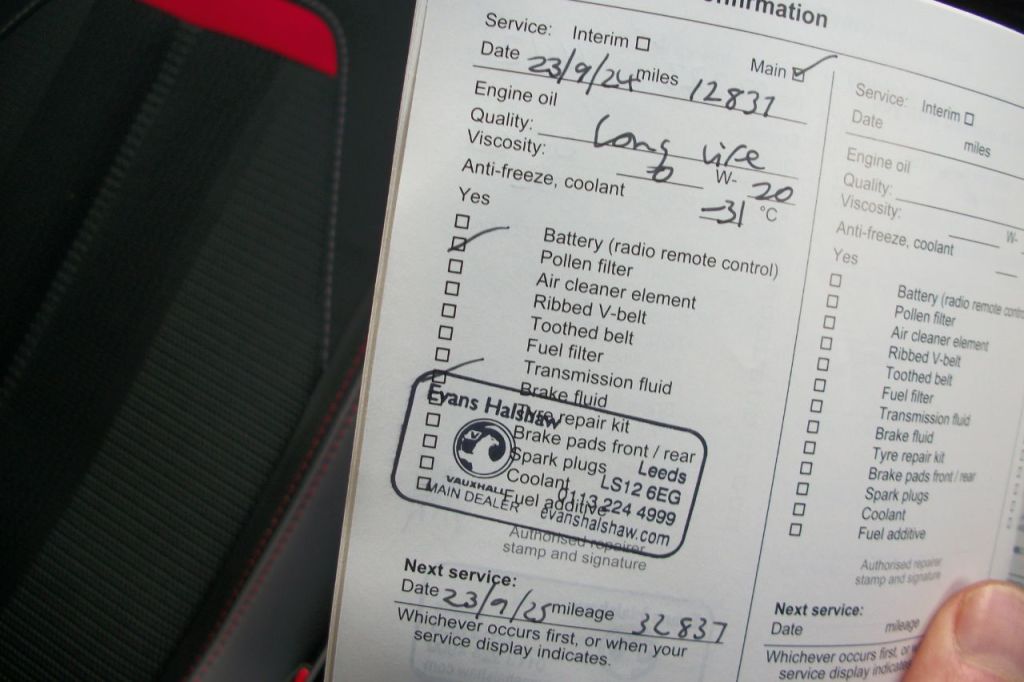 nfirmation
Service: Interim
Main
Date 23/9/24 miles 12837
Engine oil
Quality: Long life
Viscosity: 0 W- 20
Anti-freeze, coolant -31 °C
Yes
Battery (radio remote control)
Pollen filter
Air cleaner element
Ribbed V-belt
Toothed belt
Fuel filter
Transmission fluid
Brake fluid
Tyre repair kit
Brake pads front / rear
Spark plugs
Coolant
Fuel additive
Evans Halshaw
VAUXHALL
MAIN DEALER
Leeds
LS12 6EG
0113 224 4999
evanshalshaw.com
Authorised repairer
stamp and signature
Next service:
Date 23/9/25 mileage 32837
Whichever occurs first, or when your
service display indicates.
Service: Interim
Date
miles
Engine oil
Quality:
Viscosity:
W-
Anti-freeze, coolant
Yes
Battery (radio remote contro
Pollen filter
Air cleaner element
Ribbed V-belt
Toothed belt
Fuel filter
Transmission fluid
Brake fluid
Tyre repair kit
Brake pads front / rear
Spark plugs
Coolant
Fuel additive
Authorised repairer
stamp and signature
Next service:
Date mileage
Whichever occurs first, or w
service display indicates